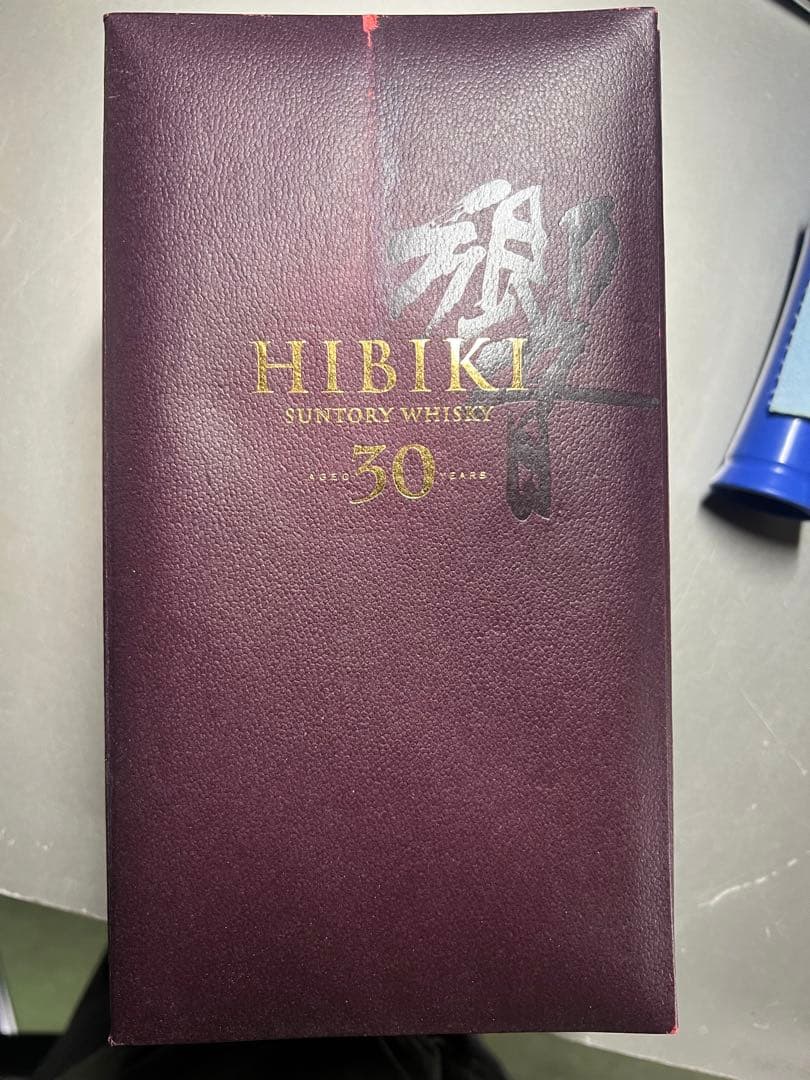 響
HIBIKI
SUNTORY WHISKY
AGED 30 YEARS